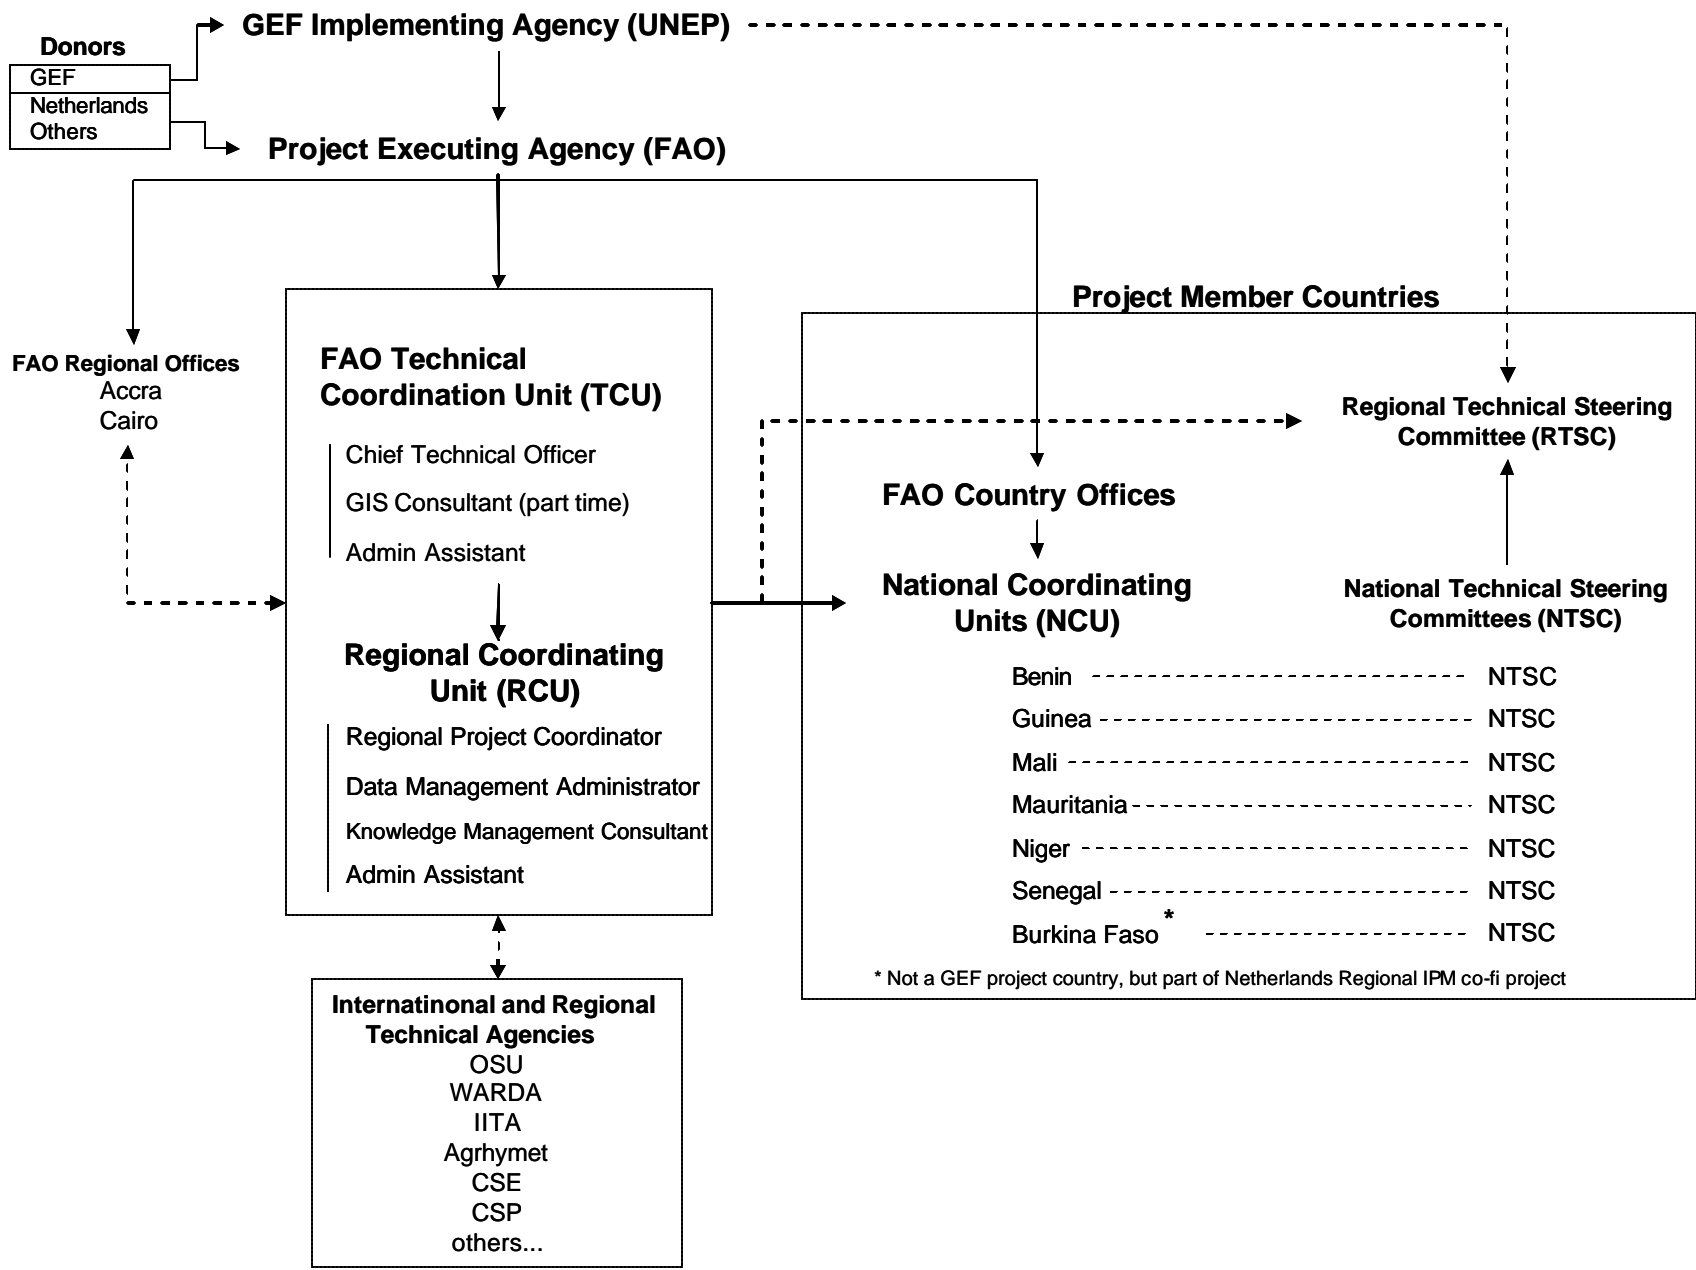 GEF Implementing Agency (UNEP)
Donors
GEF
Netherlands
Others
Project Executing Agency (FAO)
FAO Regional Offices
Accra
Cairo
FAO Technical
Coordination Unit (TCU)
Chief Technical Officer
GIS Consultant (part time)
Admin Assistant
Regional Coordinating
Unit (RCU)
Regional Project Coordinator
Data Management Administrator
Knowledge Management Consultant
Admin Assistant
Internatinonal and Regional
Technical Agencies
OSU
WARDA
IITA
Agrhymet
CSE
CSP
others...
Project Member Countries
Regional Technical Steering
Committee (RTSC)
FAO Country Offices
National Coordinating
Units (NCU)
National Technical Steering
Committees (NTSC)
Benin NTSC
Guinea NTSC
Mali NTSC
Mauritania NTSC
Niger NTSC
Senegal NTSC
Burkina Faso * NTSC
* Not a GEF project country, but part of Netherlands Regional IPM co-fi project